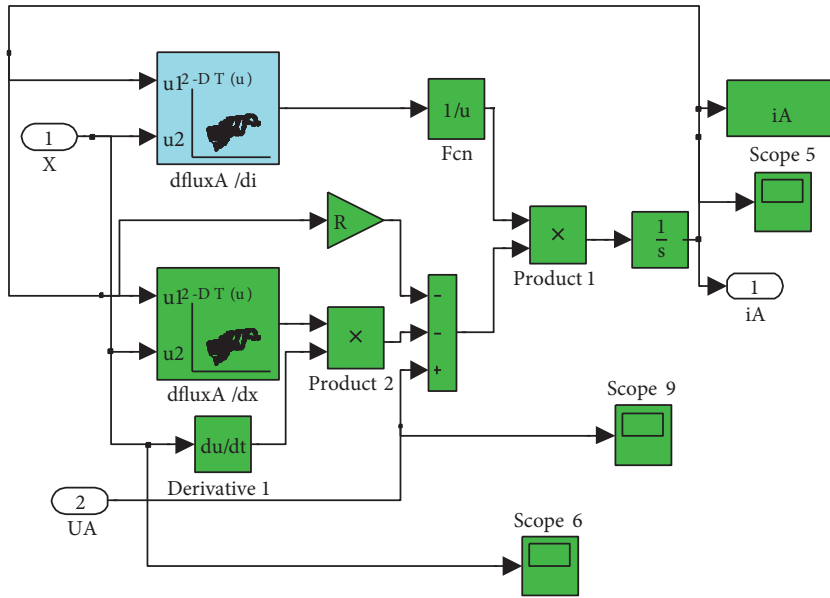 u1
2 -D T (u)
u2
dfluxA /di
1
X
1/u
Fcn
iA
Scope 5
R
×
Product 1
1
s
1
iA
u1
2 -D T (u)
u2
dfluxA /dx
×
Product 2
−
−
+
du/dt
Derivative 1
2
UA
Scope 9
Scope 6